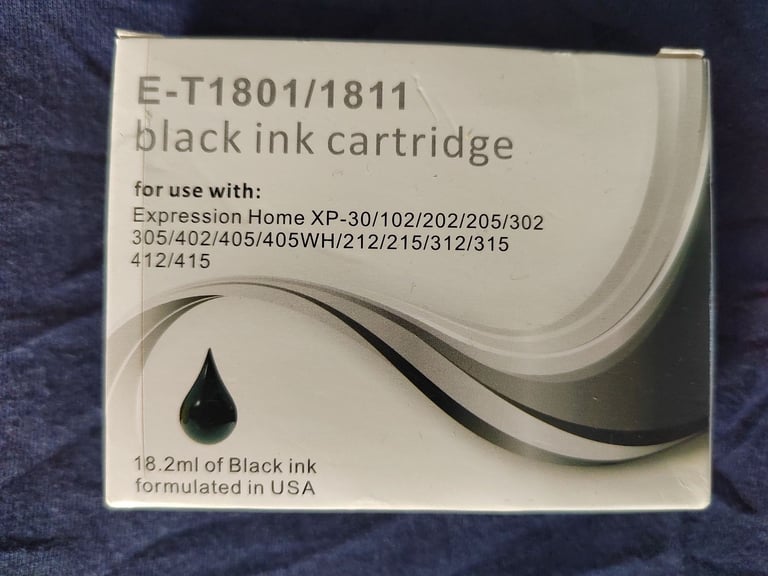 E-T1801/1811
black ink cartridge
for use with:
Expression Home XP-30/102/202/205/302
305/402/405/405WH/212/215/312/315
412/415
18.2ml of Black ink
formulated in USA